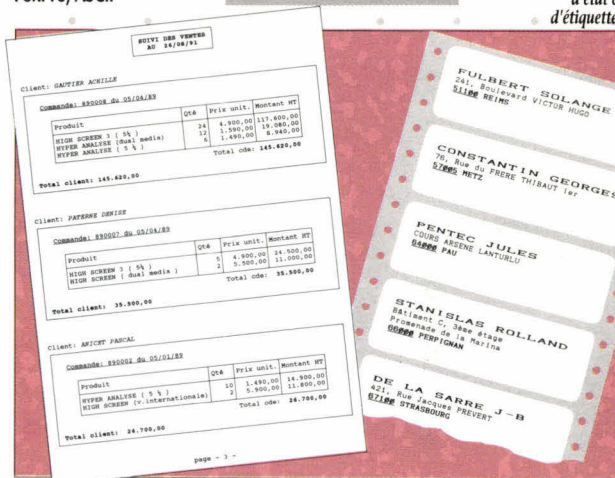 d'état e
d'étiquette
SUIVI DES VENTES
AU 24/08/91
Client: GAUTIER ACHILLE
Commande: 890008 du 05/04/89
Produit Qté Prix unit. Montant HT
HIGH SCREEN 3 ( 5¼ ) 24 4.900,00 117.600,00
HYPER ANALYSE (dual media) 12 1.590,00 19.080,00
HYPER ANALYSE ( 5 ¼ ) 6 1.490,00 8.940,00
Total cde: 145.620,00
Total client: 145.620,00
Client: PATERNE DENISE
Commande: 890007 du 05/04/89
Produit Qté Prix unit. Montant HT
HIGH SCREEN 3 ( 5¼ ) 5 4.900,00 24.500,00
HIGH SCREEN ( dual media ) 2 5.500,00 11.000,00
Total cde: 35.500,00
Total client: 35.500,00
Client: ANICET PASCAL
Commande: 890002 du 05/01/89
Produit Qté Prix unit. Montant HT
HYPER ANALYSE ( 5 ¼ ) 10 1.490,00 14.900,00
HIGH SCREEN (v.internationale) 2 5.900,00 11.800,00
Total cde: 26.700,00
Total client: 26.700,00
page - 3 -
FULBERT SOLANGE
241, Boulevard VICTOR HUGO
51100 REIMS
CONSTANTIN GEORGES
76, Rue du FRERE THIBAUT 1er
57005 METZ
PENTEC JULES
COURS ARSENE LANTURLU
64000 PAU
STANISLAS ROLLAND
Bâtiment C, 3ème étage
Promenade de la Marina
66000 PERPIGNAN
DE LA SARRE J-B
421, Rue Jacques PREVERT
67100 STRASBOURG